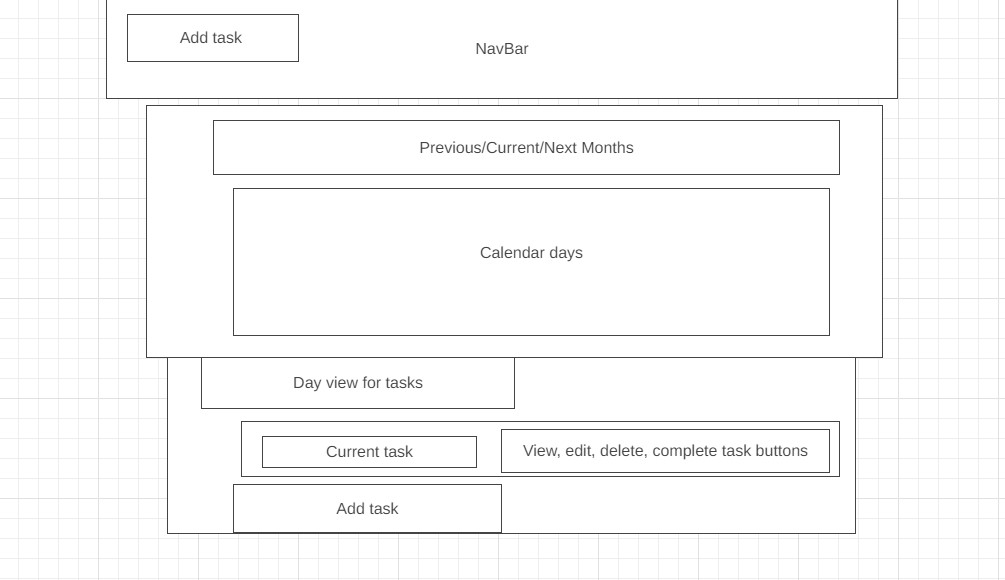 Add task
NavBar
Previous/Current/Next Months
Calendar days
Day view for tasks
Current task
View, edit, delete, complete task buttons
Add task